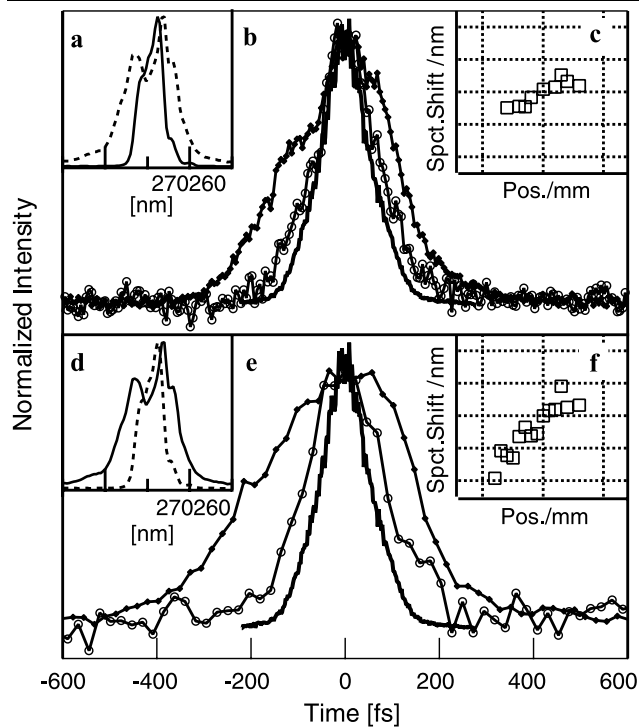 a
b
c
270260
[nm]
Spct.Shift /nm
Pos./mm
Normalized Intensity
d
e
f
270260
[nm]
Spct.Shift /nm
Pos./mm
-600 -400 -200 0 200 400 600
Time [fs]